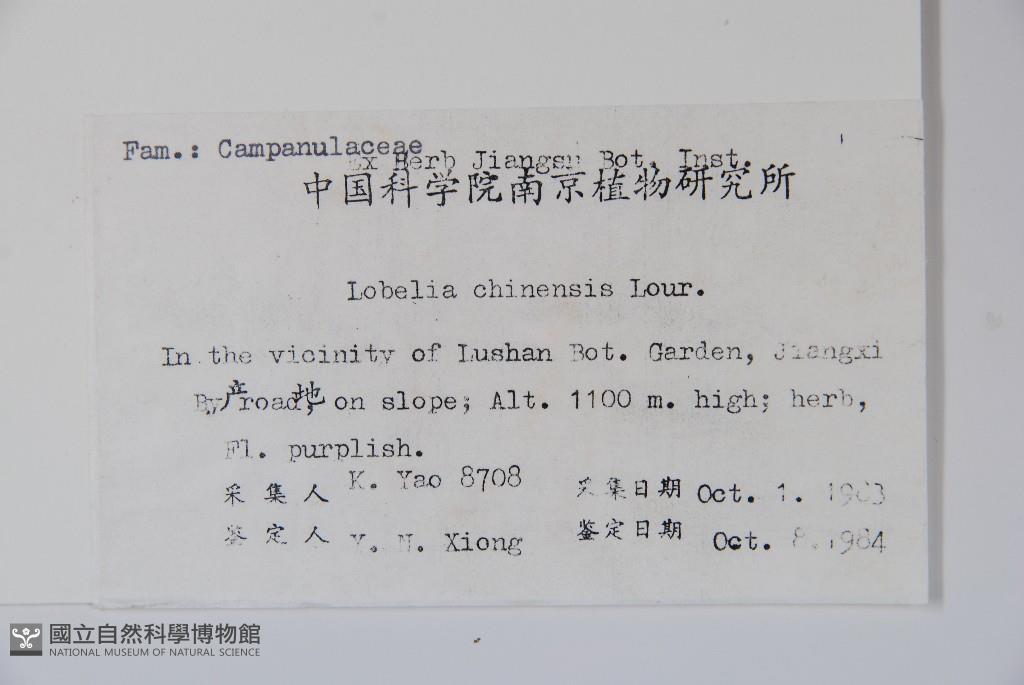 Fam.: Campanulaceae
Ex Herb Jiangsu Bot. Inst.
中国科学院南京植物研究所
Lobelia chinensis Lour.
In the vicinity of Lushan Bot. Garden, Jiangxi
产地
By road, on slope; Alt. 1100 m. high; herb,
Fl. purplish.
采集人 K. Yao 8708 采集日期 Oct. 1. 1983
鉴定人 Y. N. Xiong 鉴定日期 Oct. 8. 1984
國立自然科學博物館
NATIONAL MUSEUM OF NATURAL SCIENCE